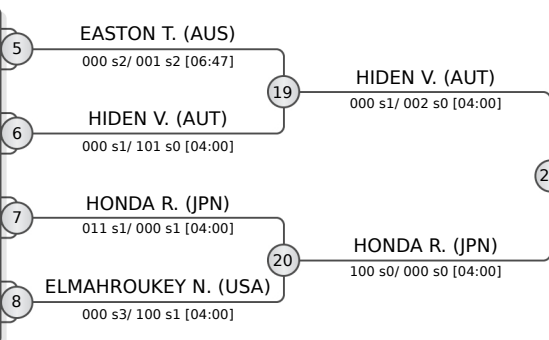 EASTON T. (AUS)
5
000 s2/ 001 s2 [06:47]
19
HIDEN V. (AUT)
000 s1/ 002 s0 [04:00]
HIDEN V. (AUT)
6
000 s1/ 101 s0 [04:00]
HONDA R. (JPN)
7
011 s1/ 000 s1 [04:00]
20
HONDA R. (JPN)
100 s0/ 000 s0 [04:00]
ELMAHROUKEY N. (USA)
8
000 s3/ 100 s1 [04:00]